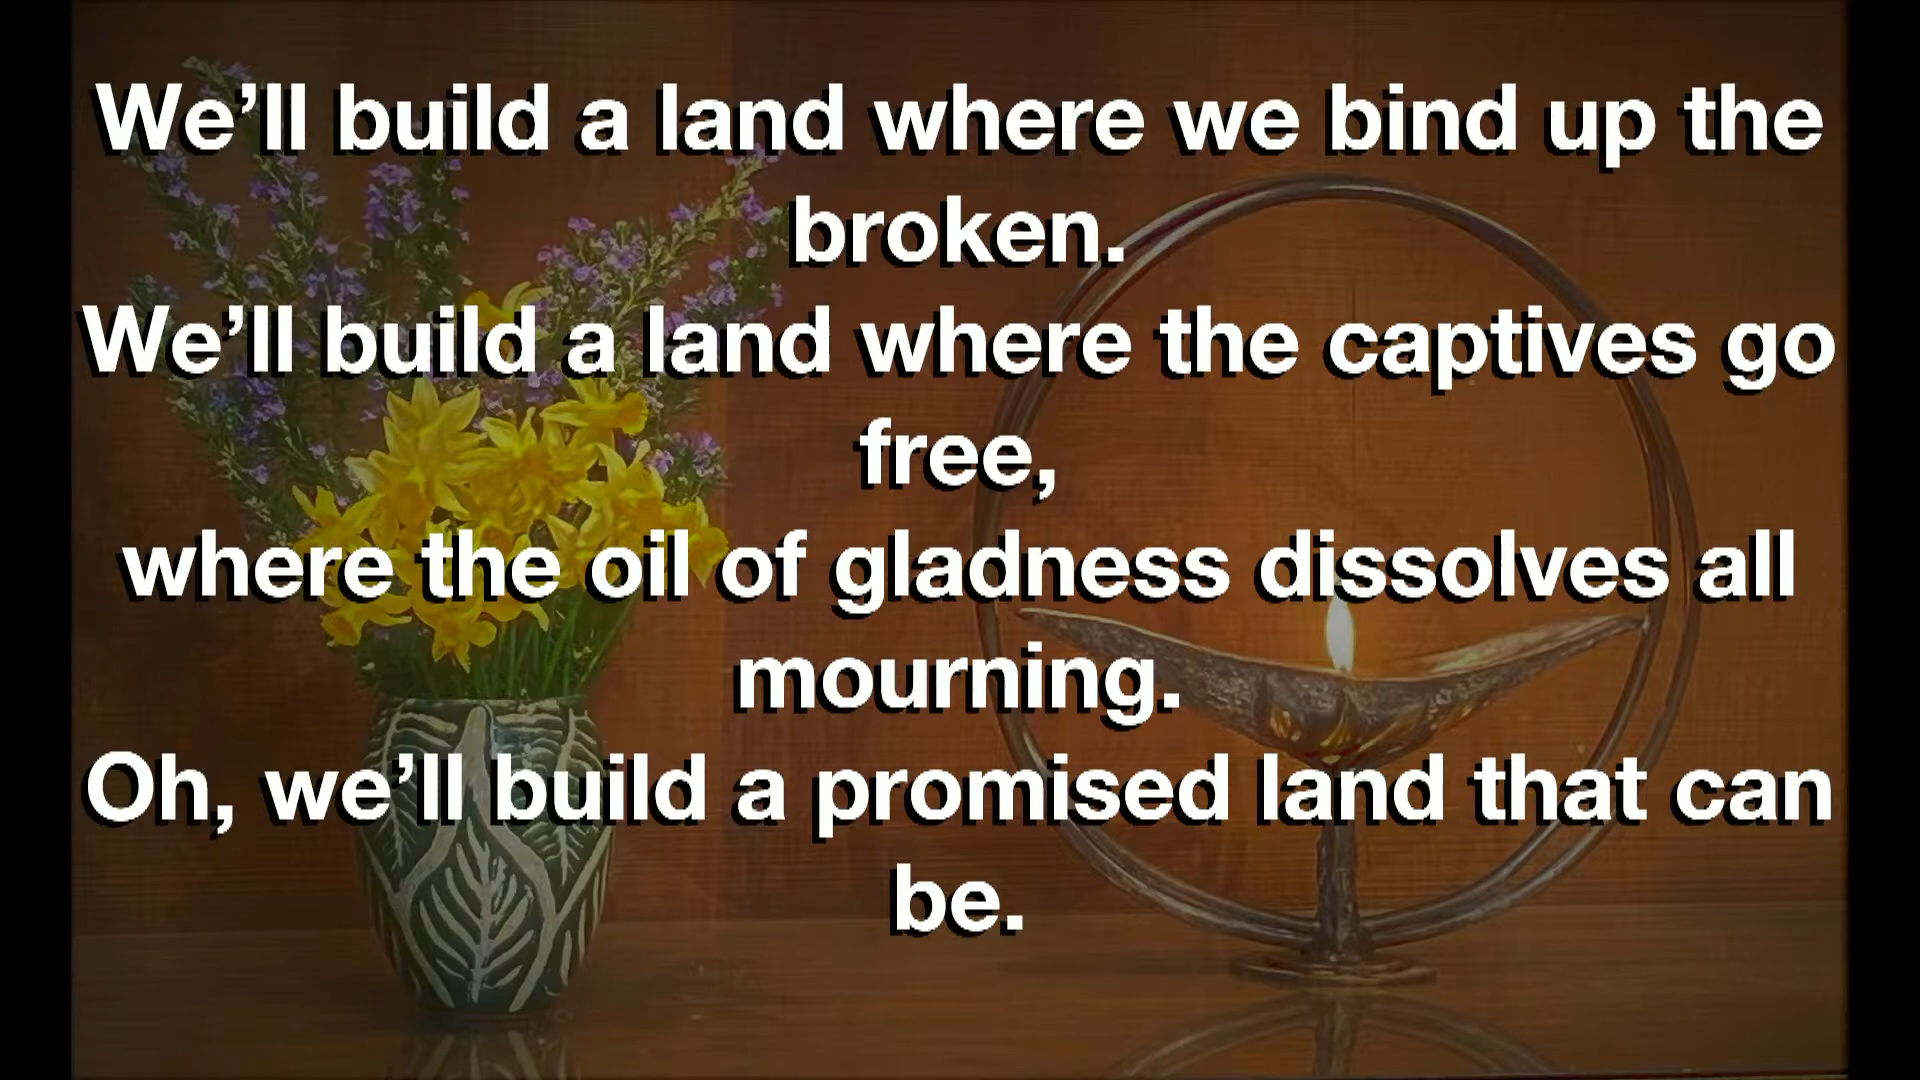 We’ll build a land where we bind up the
broken.
We’ll build a land where the captives go
free,
where the oil of gladness dissolves all
mourning.
Oh, we’ll build a promised land that can
be.